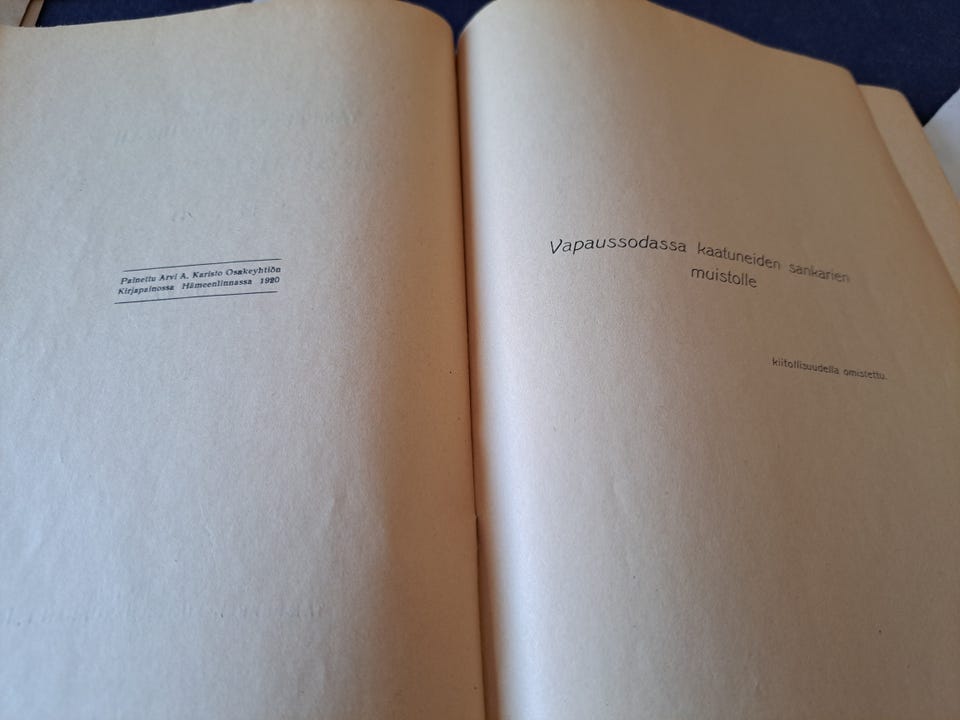 Painettu Arvi A. Karisto Osakeyhtiön
Kirjapainossa Hämeenlinnassa 1920
Vapaussodassa kaatuneiden sankarien
muistolle
kiitollisuudella omistettu.